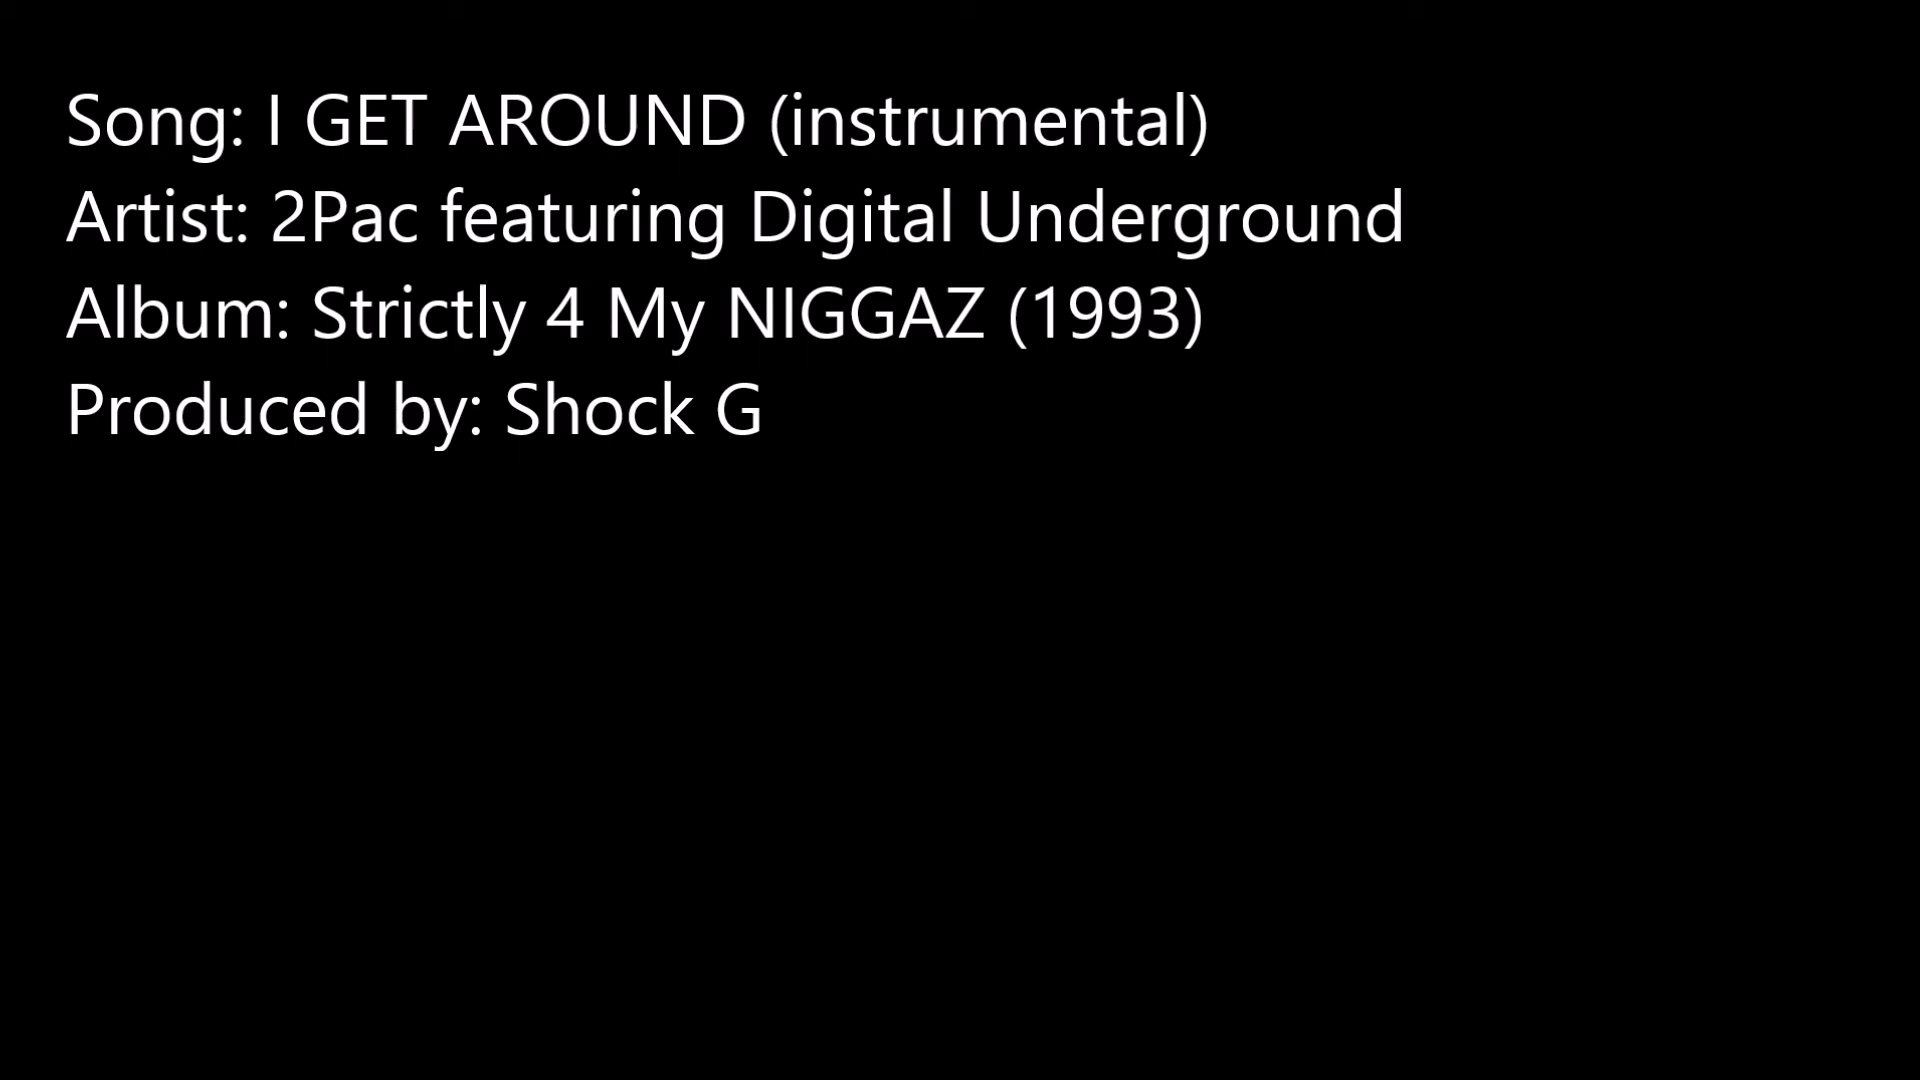 Song: I GET AROUND (instrumental)
Artist: 2Pac featuring Digital Underground
Album: Strictly 4 My NIGGAZ (1993)
Produced by: Shock G